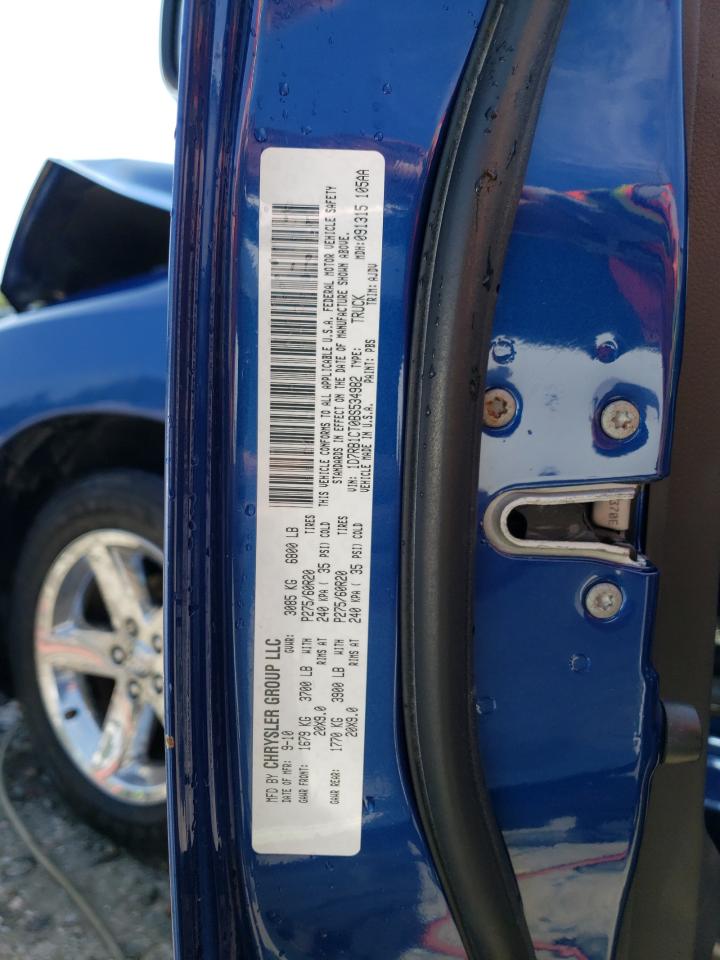 MFD BY CHRYSLER GROUP LLC
DATE OF MFR: 9-10 GVWR: 3085 KG 6800 LB
GAWR FRONT: 1679 KG 3700 LB WITH P275/60R20 TIRES
20X9.0 RIMS AT 240 KPA ( 35 PSI) COLD
GAWR REAR: 1770 KG 3900 LB WITH P275/60R20 TIRES
20X9.0 RIMS AT 240 KPA ( 35 PSI) COLD
THIS VEHICLE CONFORMS TO ALL APPLICABLE U.S.A. FEDERAL MOTOR VEHICLE SAFETY
STANDARDS IN EFFECT ON THE DATE OF MANUFACTURE SHOWN ABOVE.
VIN: 1D7RB1CT0BS534982 TYPE: TRUCK MDH:091315 105AA
VEHICLE MADE IN U.S.A. PAINT: PBS TRIM: AJDV
370E